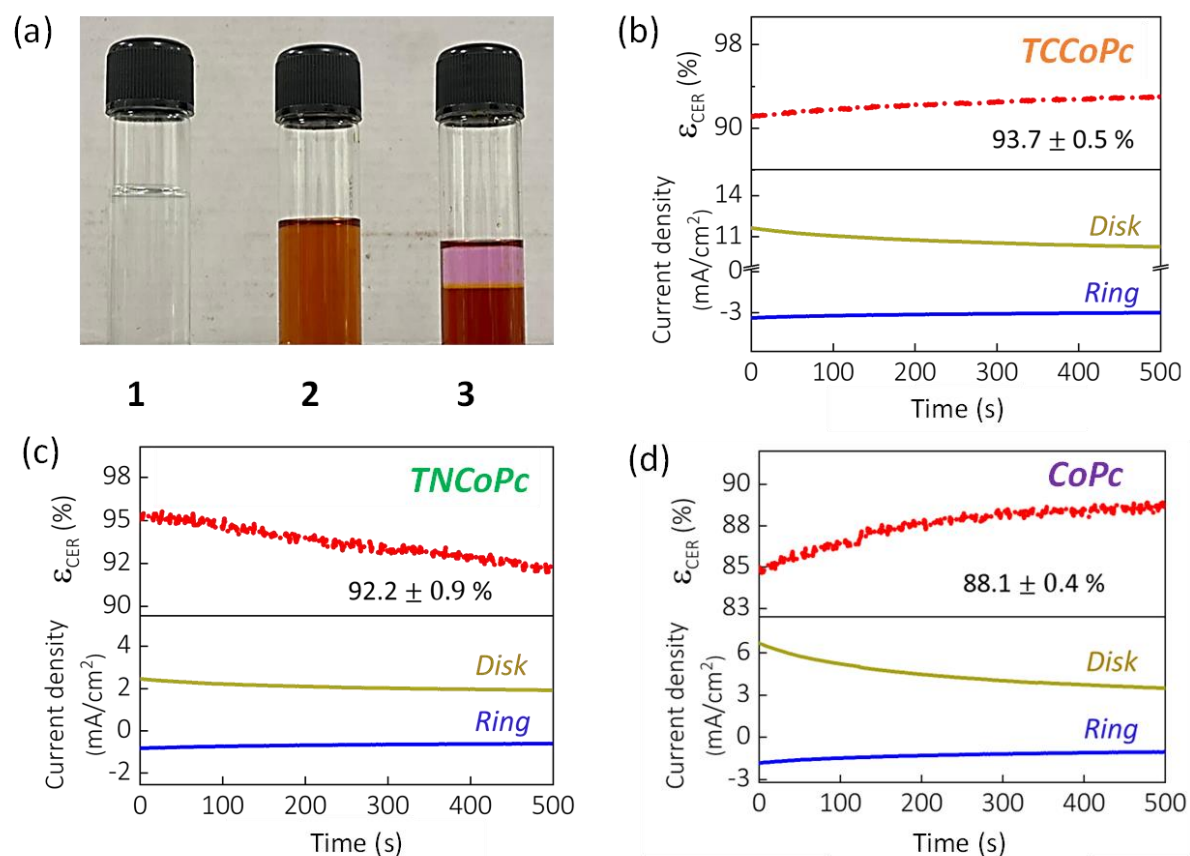 (a)
1 2 3
(b)
TCCoPc
ε_CER (%)
98
90
93.7 ± 0.5 %
Current density
(mA/cm²)
14
11
0
-3
Disk
Ring
0 100 200 300 400 500
Time (s)
(c)
TNCoPc
ε_CER (%)
98
95
92
90
92.2 ± 0.9 %
Current density
(mA/cm²)
4
2
0
-2
Disk
Ring
0 100 200 300 400 500
Time (s)
(d)
CoPc
ε_CER (%)
90
88
85
83
88.1 ± 0.4 %
Current density
(mA/cm²)
6
3
0
-3
Disk
Ring
0 100 200 300 400 500
Time (s)